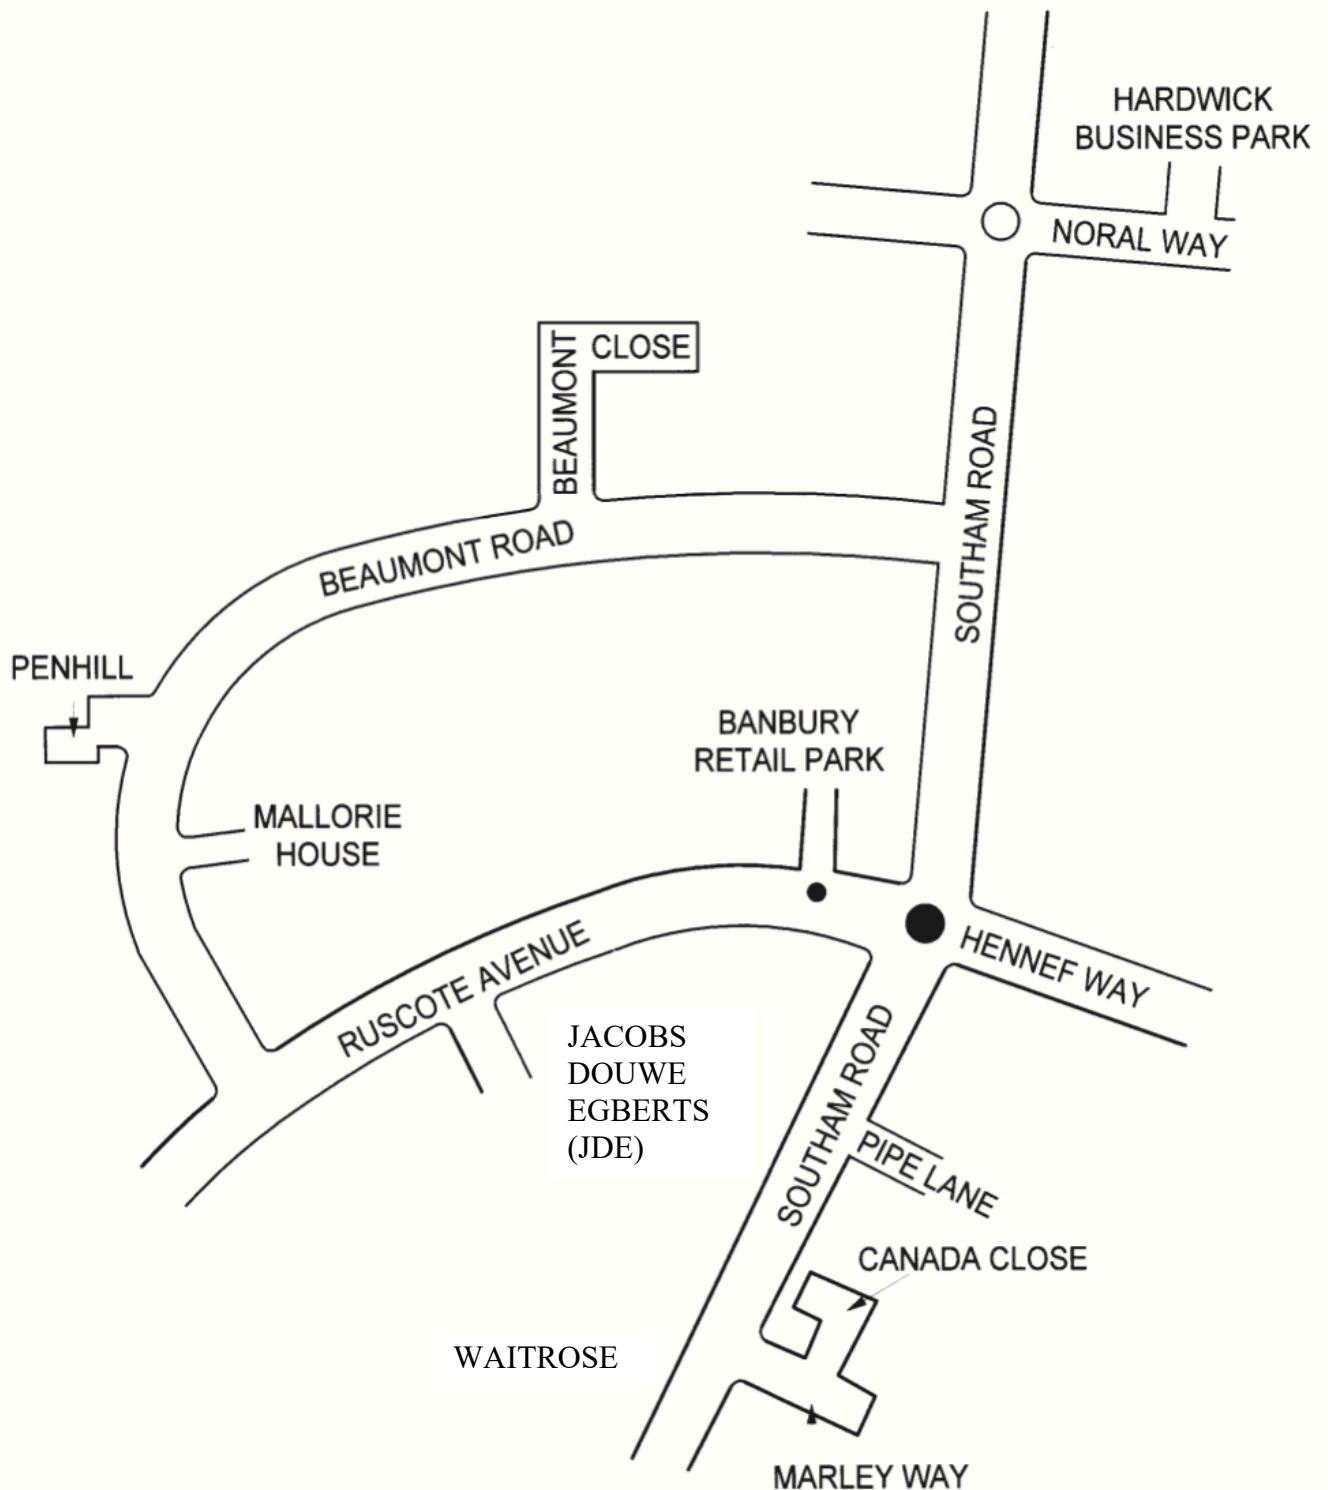 HARDWICK
BUSINESS PARK
NORAL WAY
BEAUMONT
CLOSE
SOUTHAM ROAD
BEAUMONT ROAD
PENHILL
BANBURY
RETAIL PARK
MALLORIE
HOUSE
RUSCOTE AVENUE
HENNEF WAY
JACOBS
DOUWE
EGBERTS
(JDE)
SOUTHAM ROAD
PIPE LANE
CANADA CLOSE
WAITROSE
MARLEY WAY